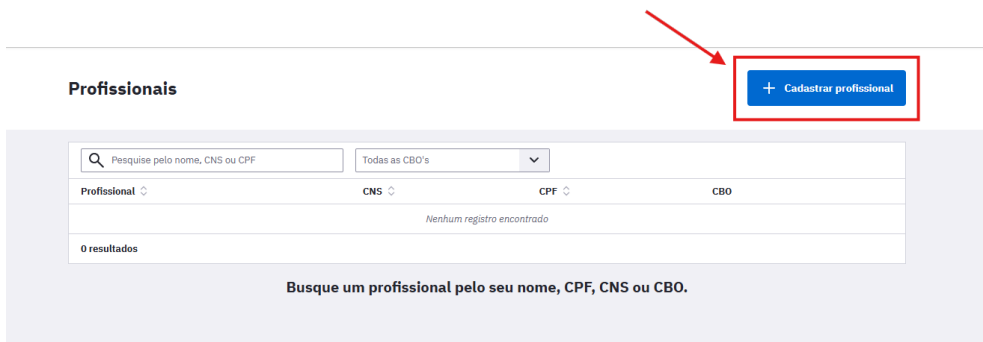 Profissionais
Cadastrar profissional
Pesquise pelo nome, CNS ou CPF
Todas as CBO's
Profissional CNS CPF CBO
Nenhum registro encontrado
0 resultados
Busque um profissional pelo seu nome, CPF, CNS ou CBO.